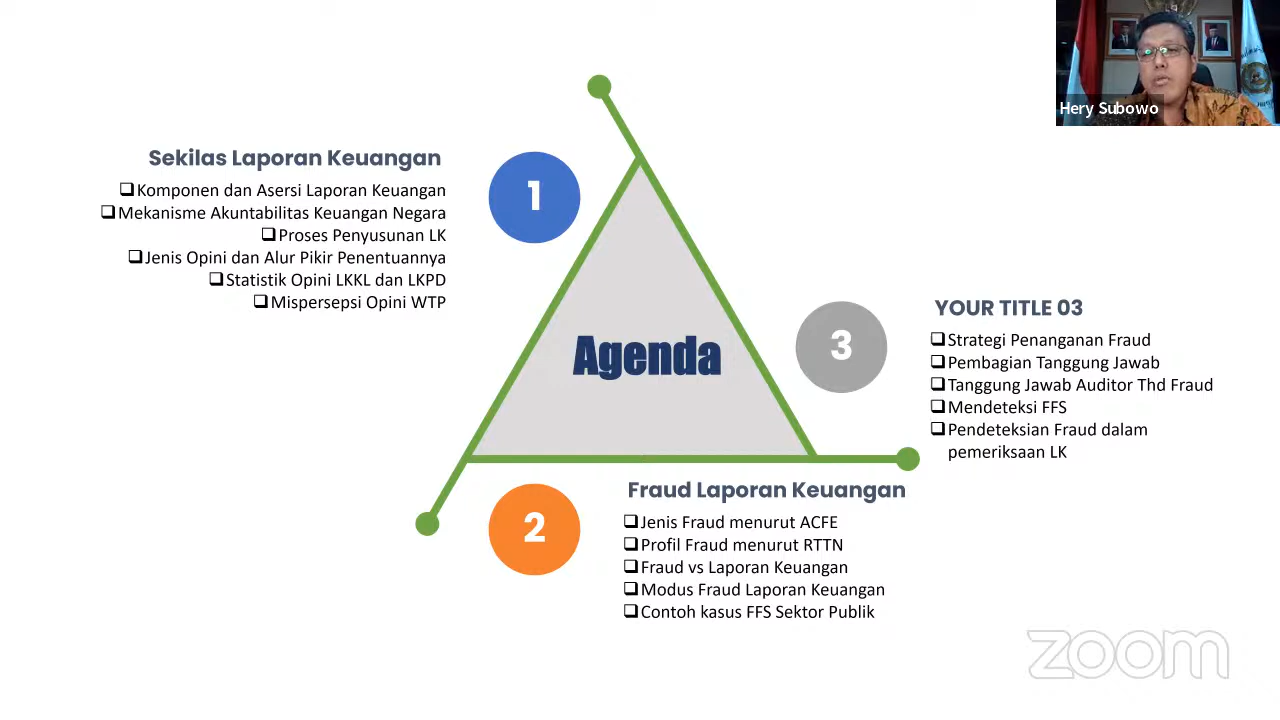 Hery Subowo
Sekilas Laporan Keuangan
❑Komponen dan Asersi Laporan Keuangan
❑Mekanisme Akuntabilitas Keuangan Negara
❑Proses Penyusunan LK
❑Jenis Opini dan Alur Pikir Penentuannya
❑Statistik Opini LKKL dan LKPD
❑Mispersepsi Opini WTP
1
Agenda
3
YOUR TITLE 03
❑Strategi Penanganan Fraud
❑Pembagian Tanggung Jawab
❑Tanggung Jawab Auditor Thd Fraud
❑Mendeteksi FFS
❑Pendeteksian Fraud dalam
pemeriksaan LK
2
Fraud Laporan Keuangan
❑Jenis Fraud menurut ACFE
❑Profil Fraud menurut RTTN
❑Fraud vs Laporan Keuangan
❑Modus Fraud Laporan Keuangan
❑Contoh kasus FFS Sektor Publik
zoom